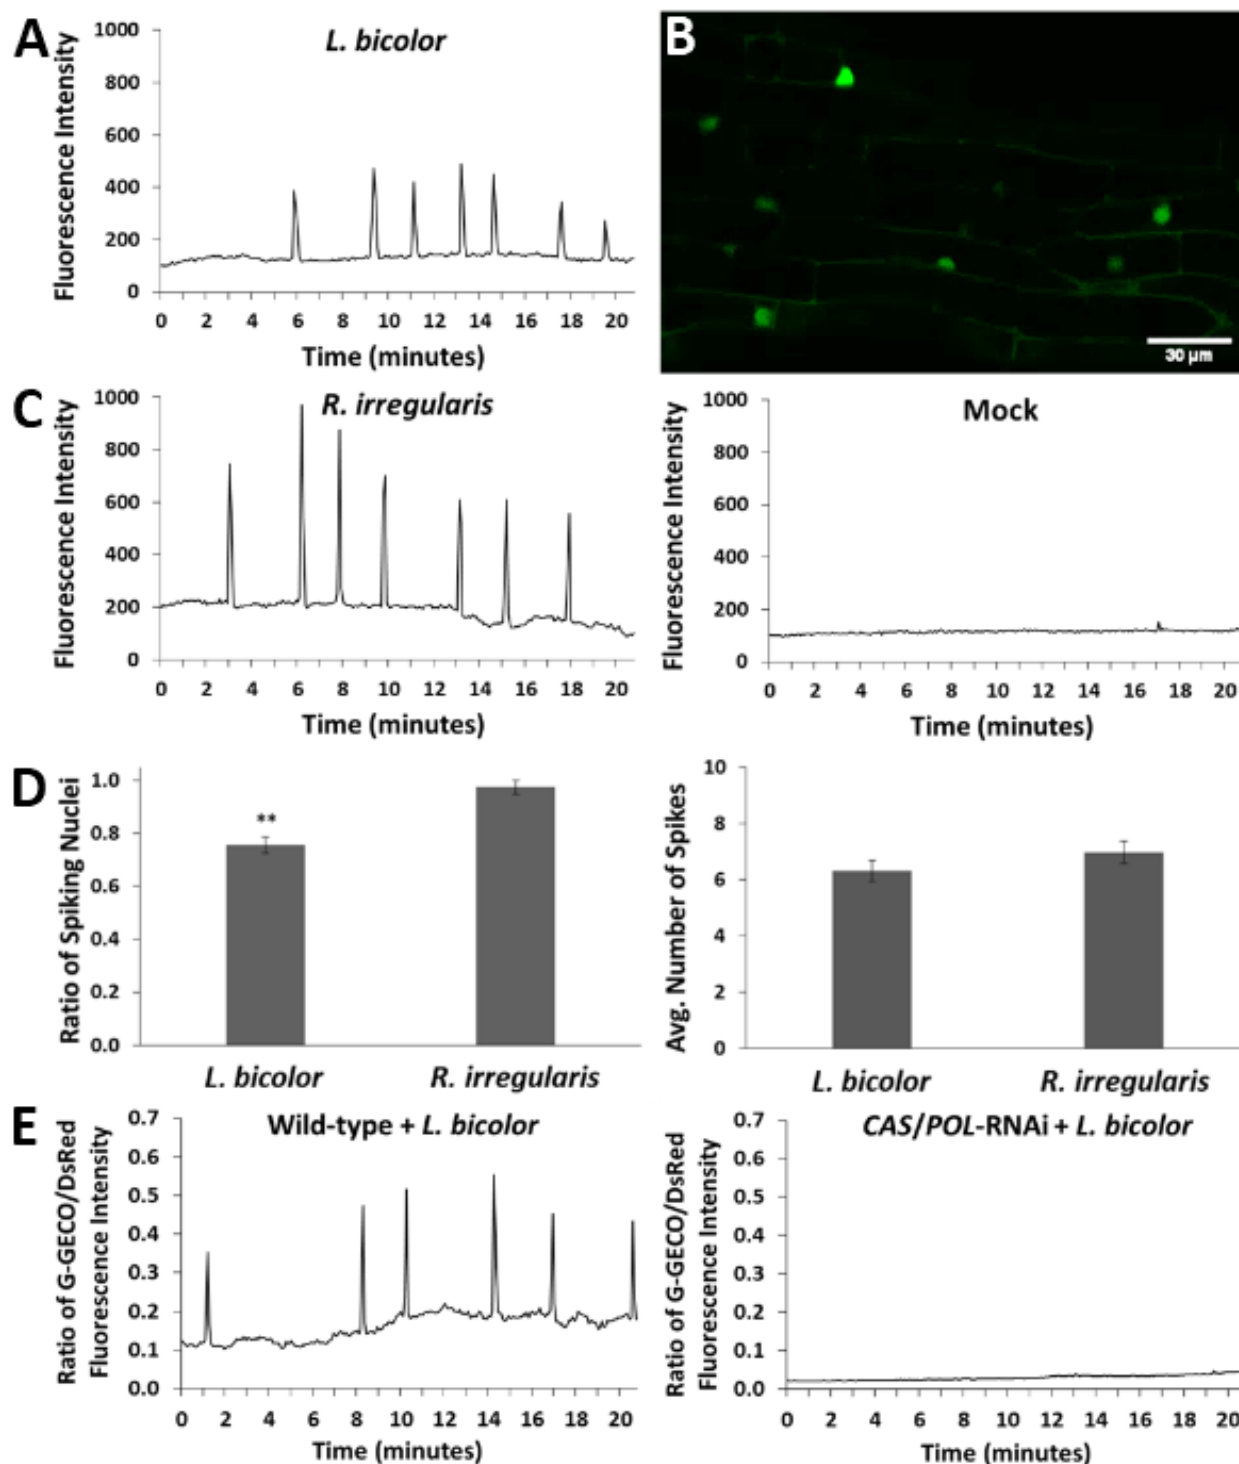 A
L. bicolor
Fluorescence Intensity
1000
800
600
400
200
0
0 2 4 6 8 10 12 14 16 18 20
Time (minutes)
B
30 µm
C
R. irregularis
Fluorescence Intensity
1000
800
600
400
200
0
0 2 4 6 8 10 12 14 16 18 20
Time (minutes)
Mock
Fluorescence Intensity
1000
800
600
400
200
0
0 2 4 6 8 10 12 14 16 18 20
Time (minutes)
D
Ratio of Spiking Nuclei
1.0
0.8
0.6
0.4
0.2
0.0
**
L. bicolor R. irregularis
Avg. Number of Spikes
10
8
6
4
2
0
L. bicolor R. irregularis
E
Wild-type + L. bicolor
Ratio of G-GECO/DsRed
Fluorescence Intensity
0.7
0.6
0.5
0.4
0.3
0.2
0.1
0.0
0 2 4 6 8 10 12 14 16 18 20
Time (minutes)
CAS/POL-RNAi + L. bicolor
Ratio of G-GECO/DsRed
Fluorescence Intensity
0.7
0.6
0.5
0.4
0.3
0.2
0.1
0.0
0 2 4 6 8 10 12 14 16 18 20
Time (minutes)